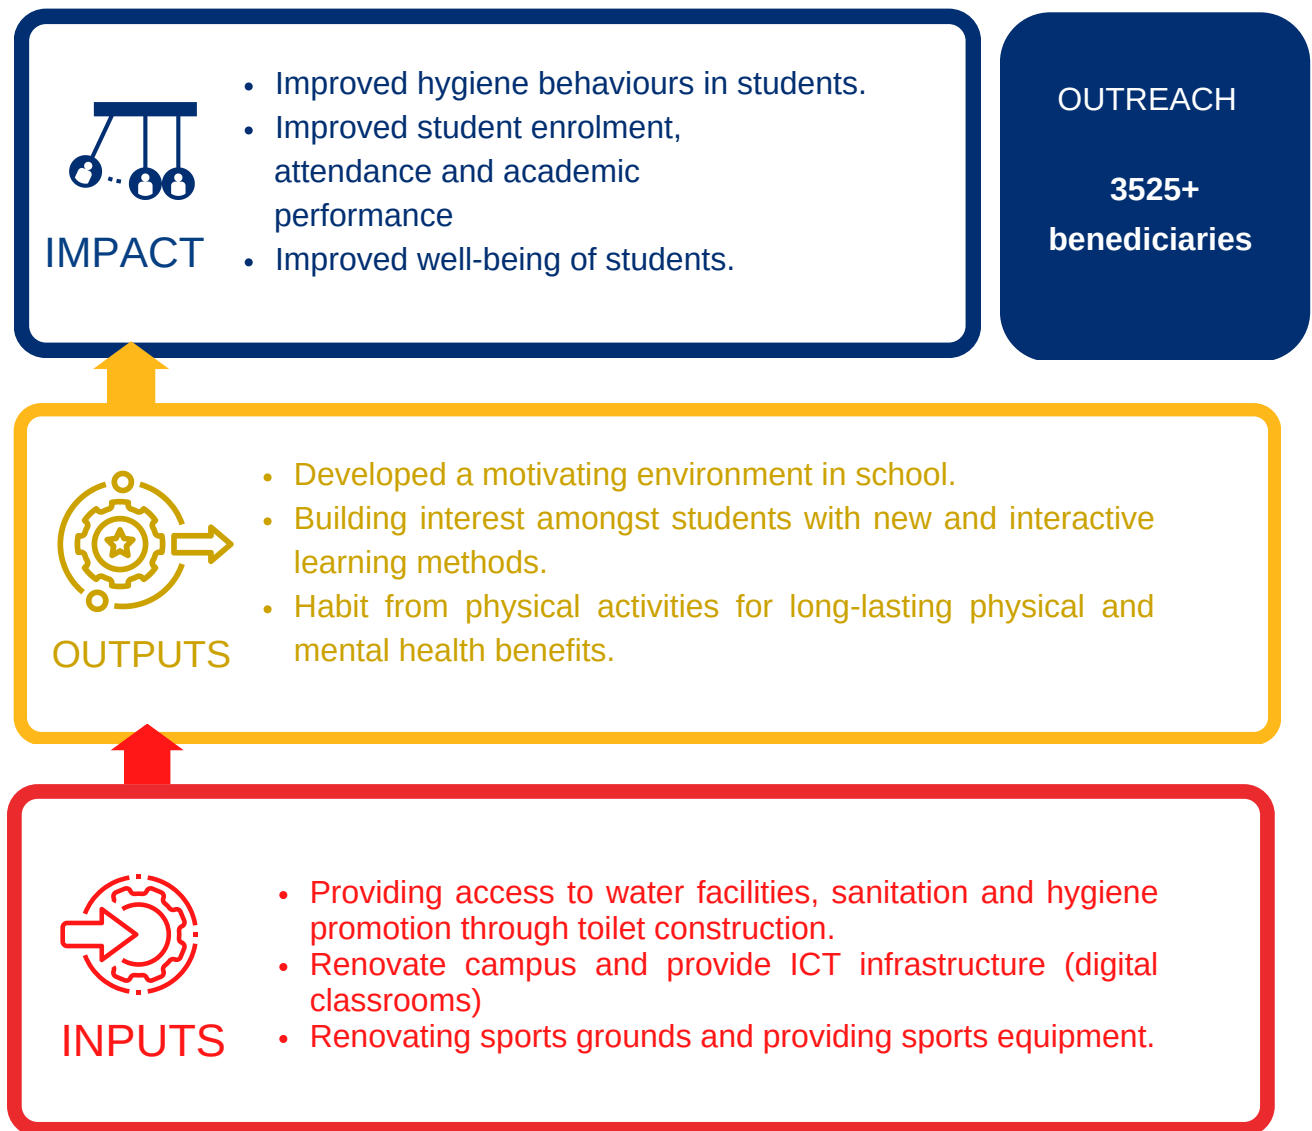 • Improved hygiene behaviours in students.
• Improved student enrolment,
attendance and academic
performance
• Improved well-being of students.
IMPACT
OUTREACH
3525+
benediciaries
• Developed a motivating environment in school.
• Building interest amongst students with new and interactive
learning methods.
• Habit from physical activities for long-lasting physical and
mental health benefits.
OUTPUTS
• Providing access to water facilities, sanitation and hygiene
promotion through toilet construction.
• Renovate campus and provide ICT infrastructure (digital
classrooms)
• Renovating sports grounds and providing sports equipment.
INPUTS